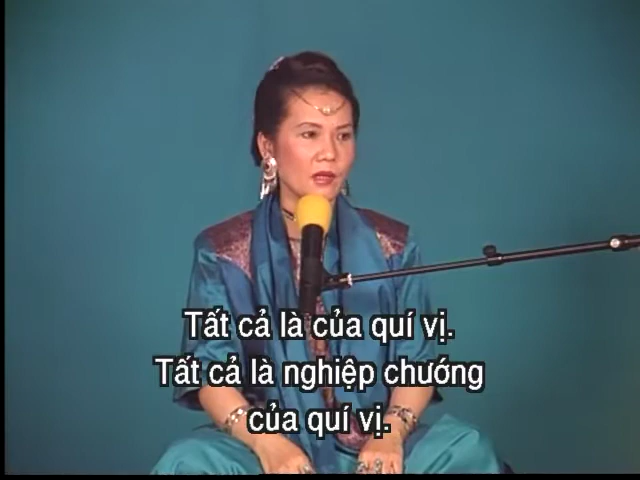 Tất cả là của quí vị.
Tất cả là nghiệp chướng
của quí vị.